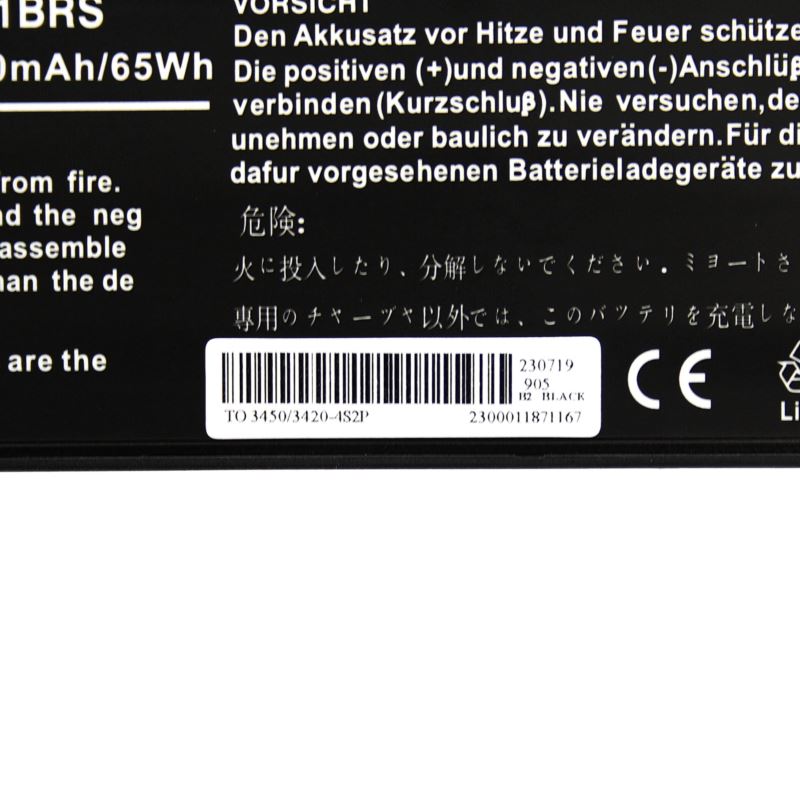 1BRS
0mAh/65Wh
rom fire.
nd the neg
assemble
han the de
are the
VORSICHT
Den Akkusatz vor Hitze und Feuer schütze
Die positiven (+)und negativen(-)Anschlüß
verbinden(Kurzschluß).Nie versuchen,de
unehmen oder baulich zu verändern.Für di
dafur vorgesehenen Batterieladegeräte zu
危険:
火に投入したり、分解しないでください。ミヨートさ
専用のチャーヅャ以外では、このバツテリを充電しな
230719
905
B2 BLACK
TO 3450/3420-4S2P
2300011871167
CE
Li